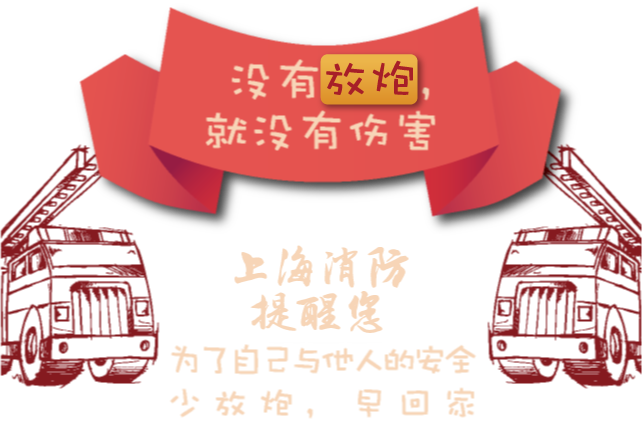 没有放炮，
就没有伤害
上海消防
提醒您
为了自己与他人的安全
少放炮，早回家